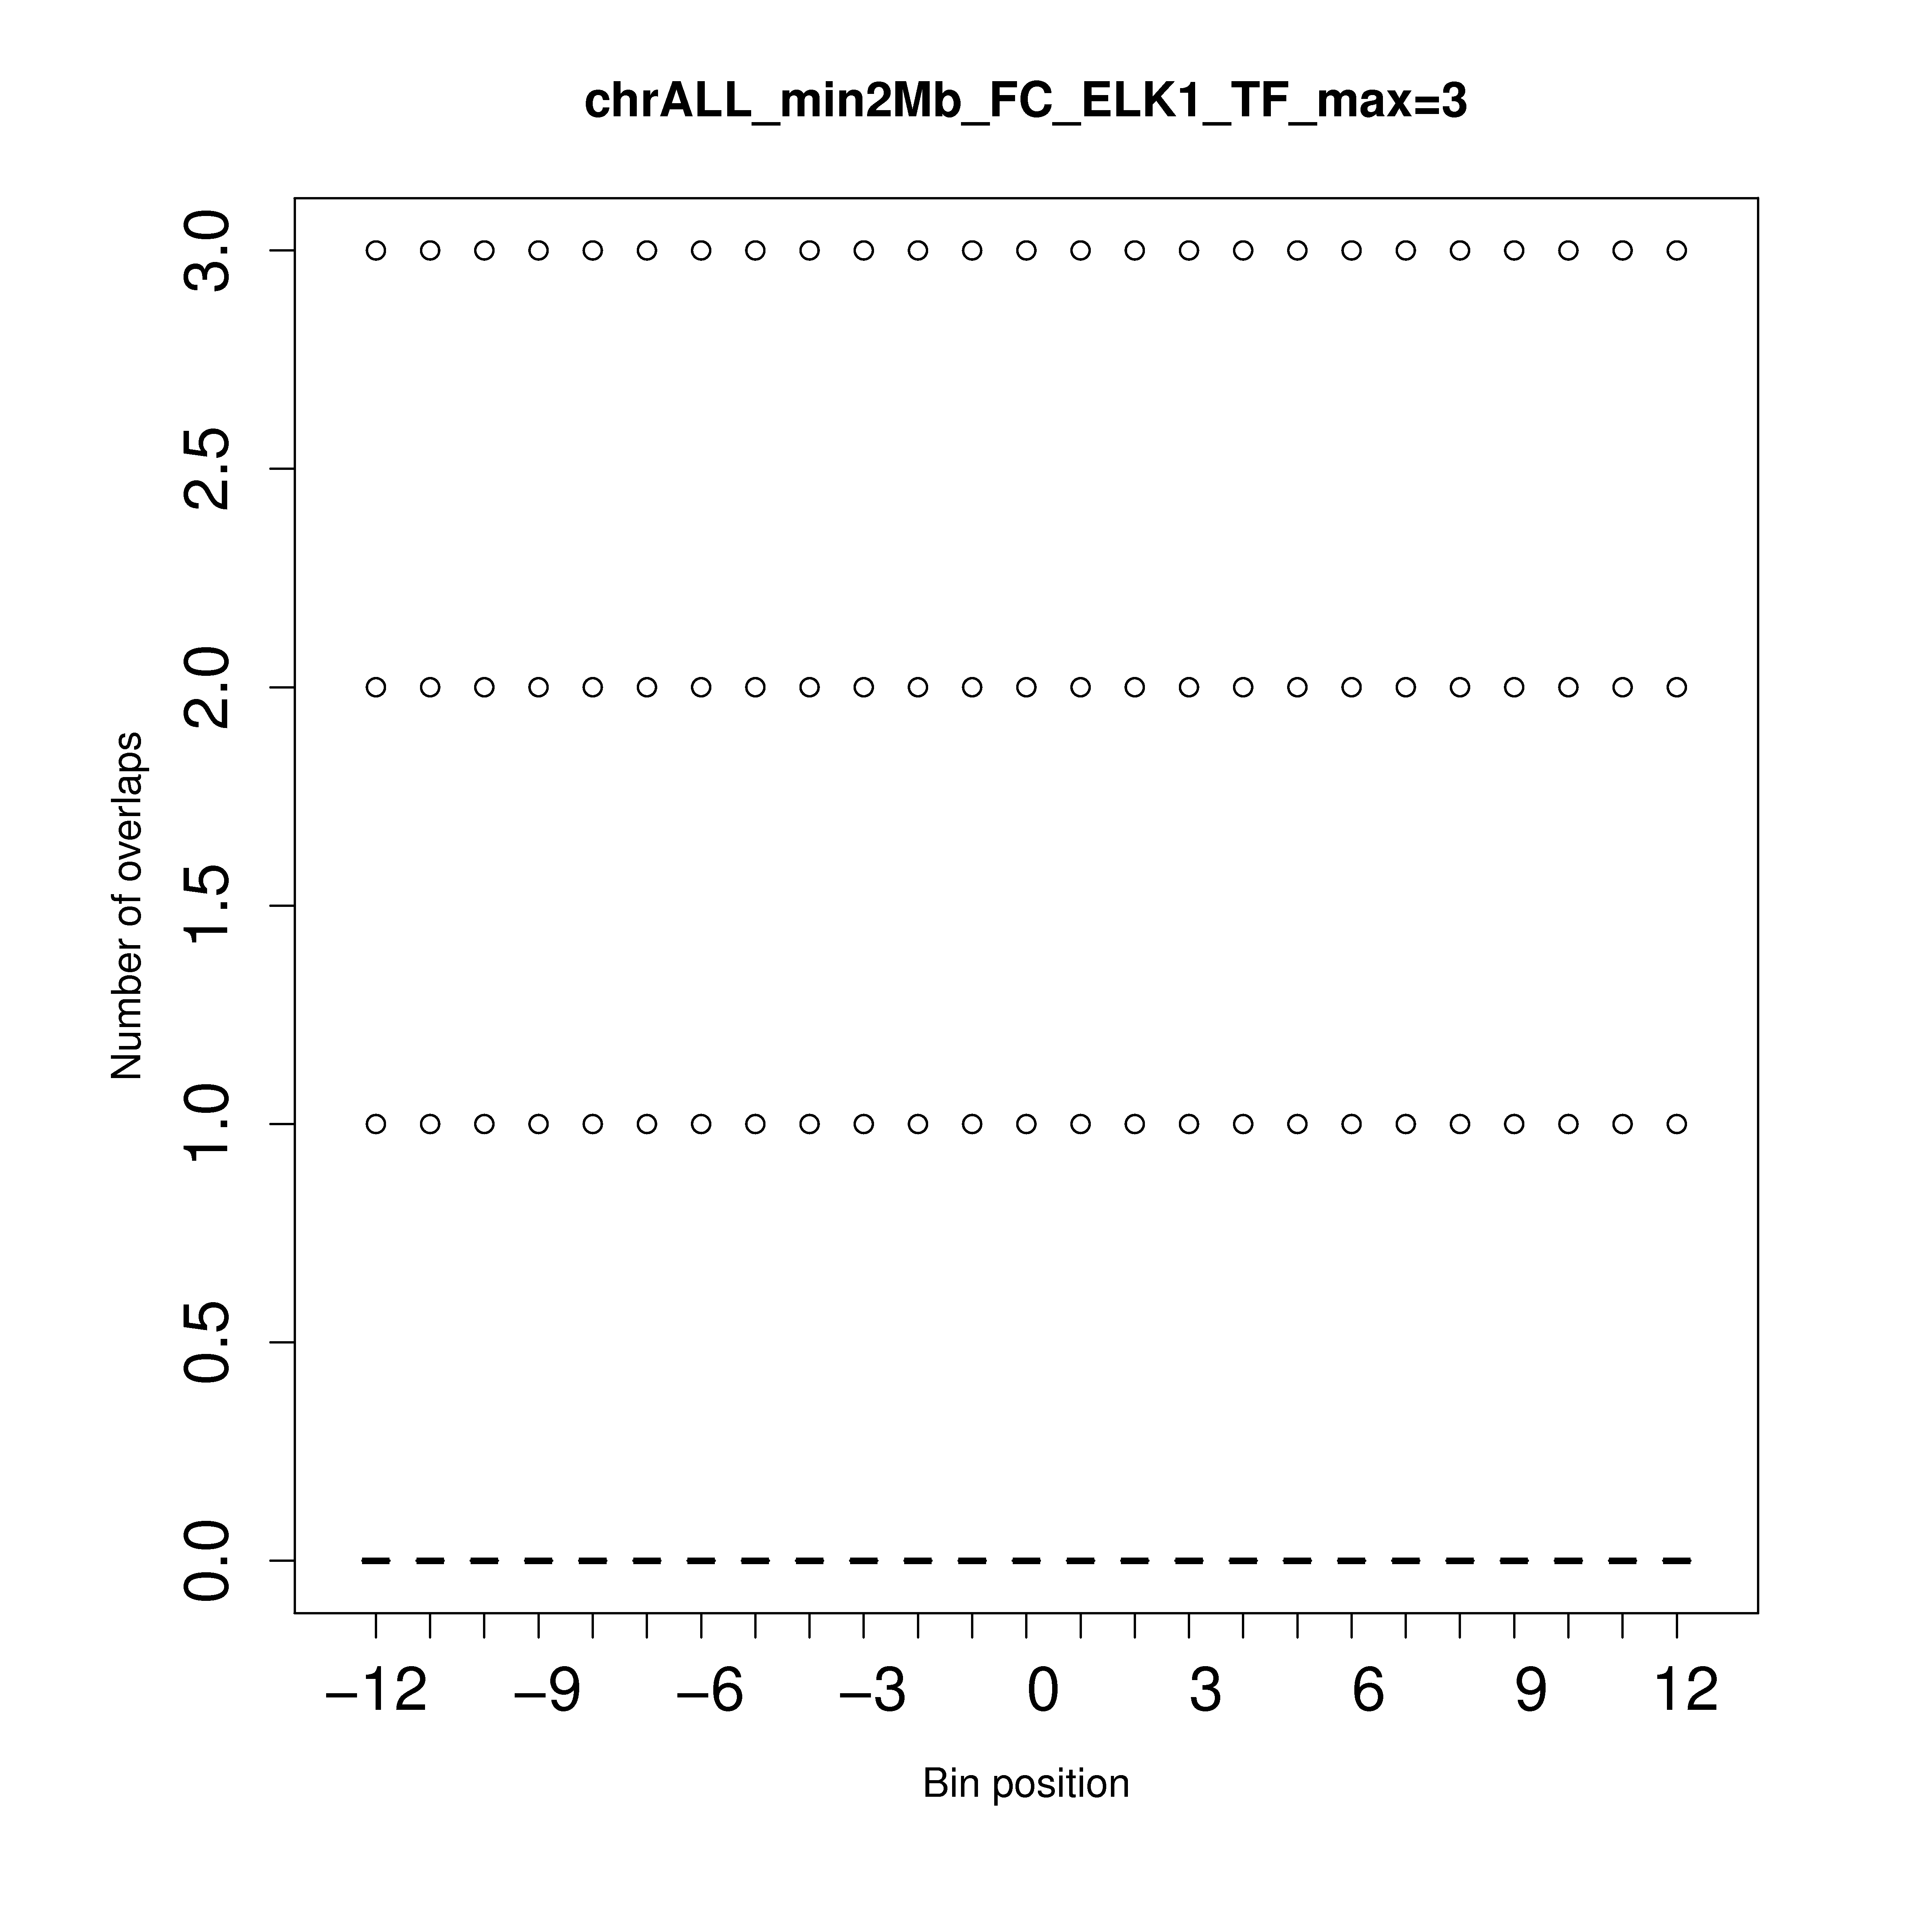 chrALL_min2Mb_FC_ELK1_TF_max=3
3.0
2.5
2.0
1.5
1.0
0.5
0.0
Number of overlaps
−12 −9 −6 −3 0 3 6 9 12
Bin position